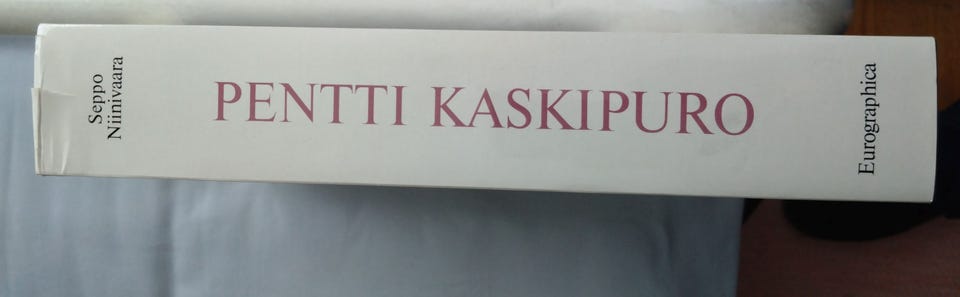 Seppo
Niinivaara
PENTTI KASKIPURO
Eurographica